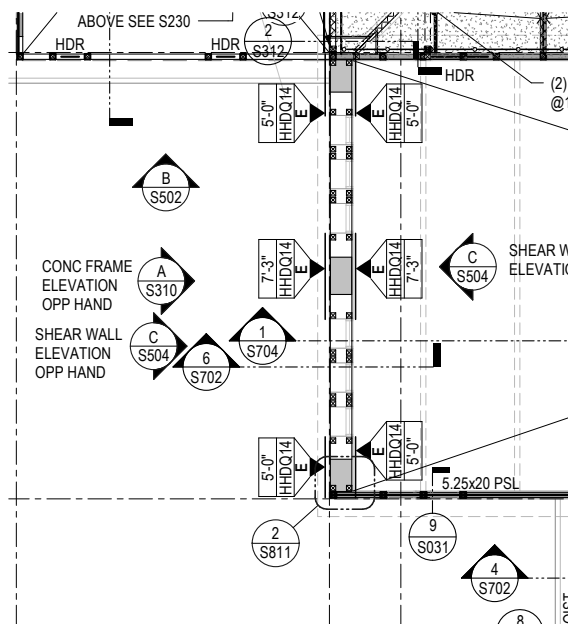 ABOVE SEE S230
2
S312
HDR
HDR
HDR
(2)
5'-0"
HHDQ14
E
E
HHDQ14
5'-0"
B
S502
CONC FRAME
ELEVATION
OPP HAND
A
S310
7'-3"
HHDQ14
E
E
HHDQ14
7'-3"
C
S504
SHEAR WALL
ELEVATION
OPP HAND
C
S504
6
S702
1
S704
5'-0"
HHDQ14
E
E
HHDQ14
5'-0"
5.25x20 PSL
2
S811
9
S031
4
S702
8